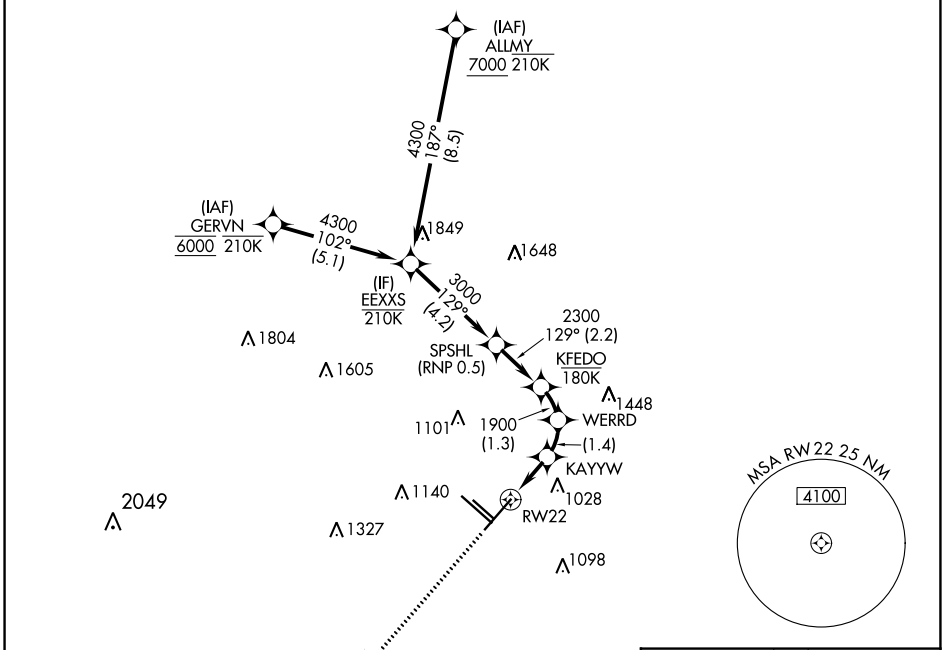 (IAF)
ALLMY
7000 210K
4300
187°
(8.5)
(IAF)
GERVN
6000 210K
4300
102°
(5.1)
1849
1648
(IF)
EEXXS
210K
3000
129°
(4.2)
2300
129° (2.2)
1804
SPSHL
(RNP 0.5)
KFEDO
180K
1605
1448
1101
1900
(1.3)
WERRD
(1.4)
KAYYW
1140
1028
RW22
2049
1327
1098
MSA RW22 25 NM
4100